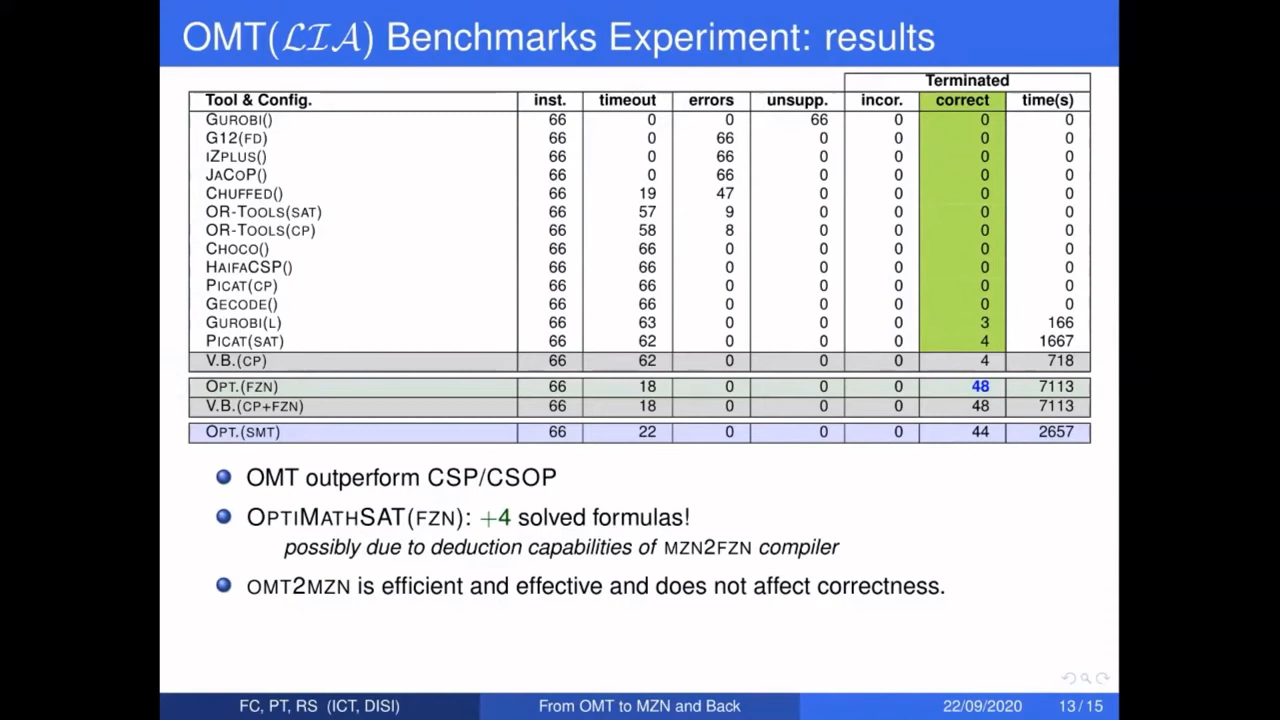 OMT(LIA) Benchmarks Experiment: results
Terminated
Tool & Config. inst. timeout errors unsupp. incor. correct time(s)
GUROBI() 66 0 0 66 0 0 0
G12(FD) 66 0 66 0 0 0 0
IZPLUS() 66 0 66 0 0 0 0
JACOP() 66 0 66 0 0 0 0
CHUFFED() 66 19 47 0 0 0 0
OR-TOOLS(SAT) 66 57 9 0 0 0 0
OR-TOOLS(CP) 66 58 8 0 0 0 0
CHOCO() 66 66 0 0 0 0 0
HAIFACSP() 66 66 0 0 0 0 0
PICAT(CP) 66 66 0 0 0 0 0
GECODE() 66 66 0 0 0 0 0
GUROBI(L) 66 63 0 0 0 3 166
PICAT(SAT) 66 62 0 0 0 4 1667
V.B.(CP) 66 62 0 0 0 4 718
OPT.(FZN) 66 18 0 0 0 48 7113
V.B.(CP+FZN) 66 18 0 0 0 48 7113
OPT.(SMT) 66 22 0 0 0 44 2657
OMT outperform CSP/CSOP
OPTIMATHSAT(FZN): +4 solved formulas!
possibly due to deduction capabilities of MZN2FZN compiler
OMT2MZN is efficient and effective and does not affect correctness.
FC, PT, RS (ICT, DISI) From OMT to MZN and Back 22/09/2020 13 / 15